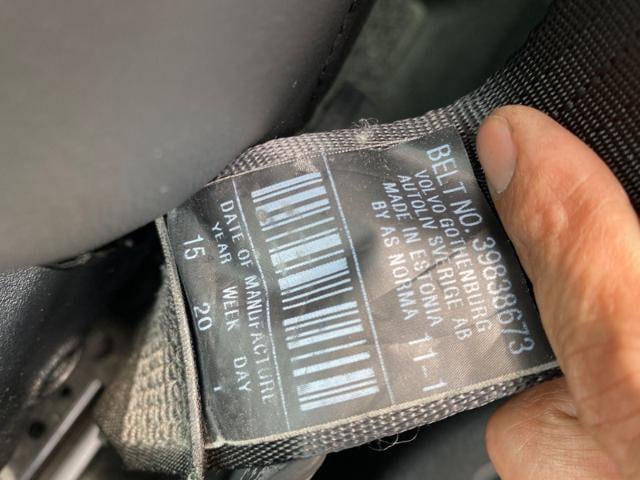 BELT NO. 39838673
VOLVO GOTHENBURG
AUTOLIV SVERIGE AB
MADE IN ESTONIA 11-1
BY AS NORMA
DATE OF MANUFACTURE
YEAR WEEK DAY
15 20 1